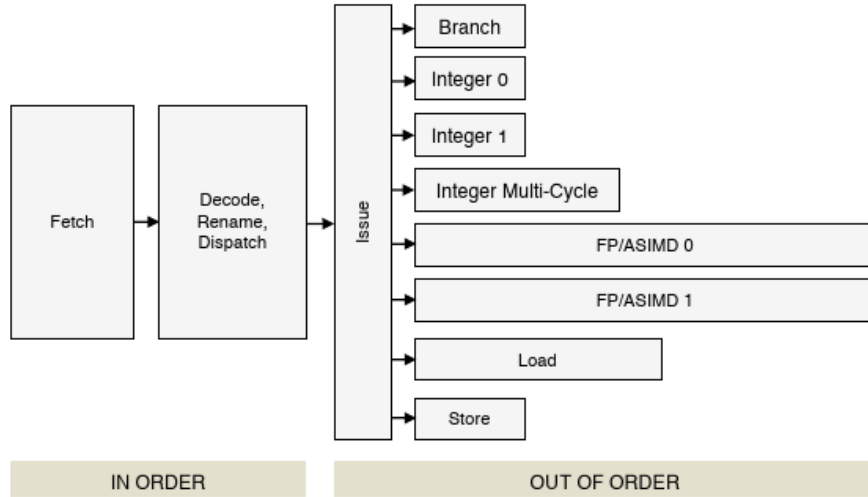 Fetch
Decode,
Rename,
Dispatch
Issue
Branch
Integer 0
Integer 1
Integer Multi-Cycle
FP/ASIMD 0
FP/ASIMD 1
Load
Store
IN ORDER
OUT OF ORDER